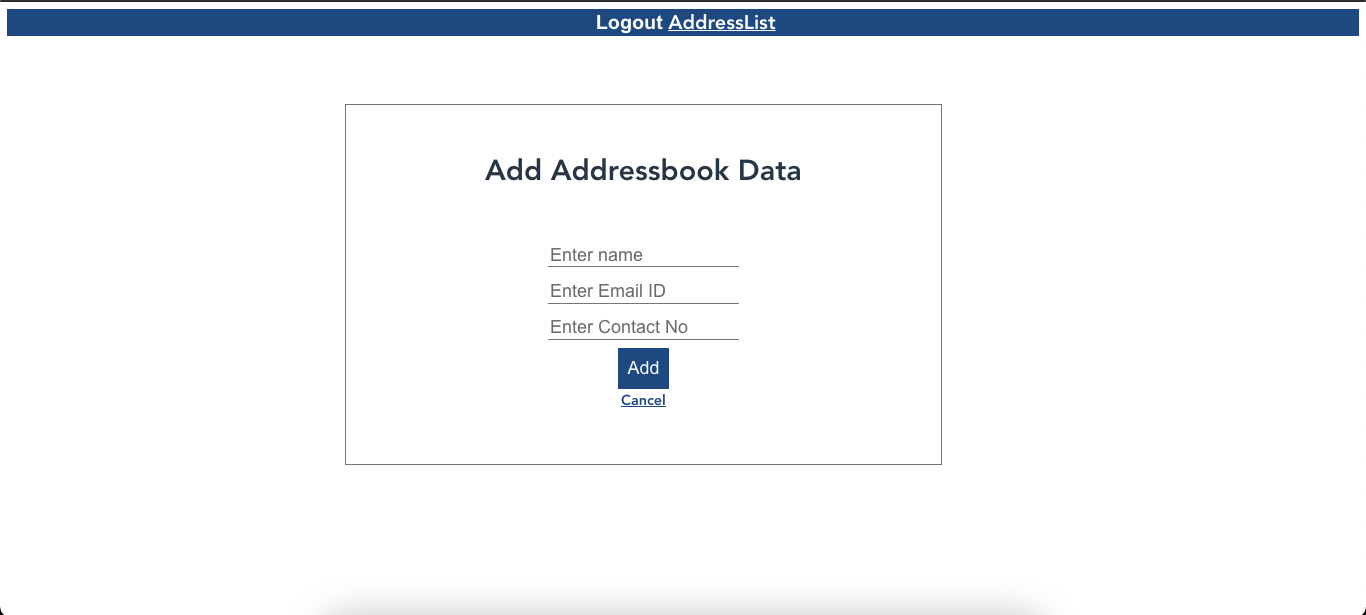 Logout AddressList
Add Addressbook Data
Enter name
Enter Email ID
Enter Contact No
Add
Cancel